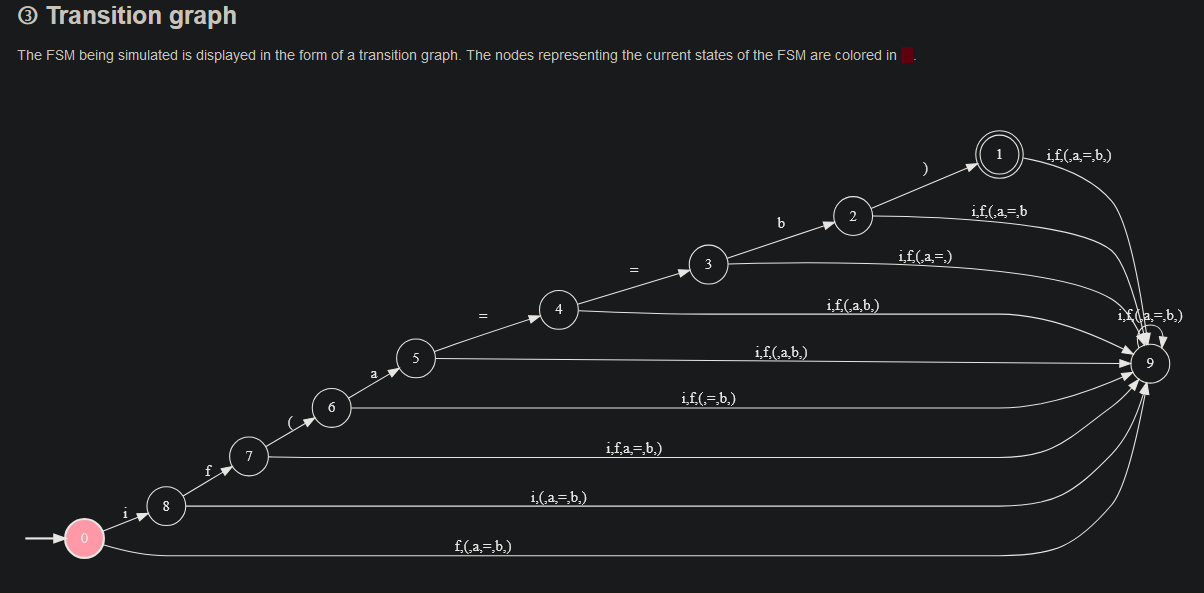 ③ Transition graph
The FSM being simulated is displayed in the form of a transition graph. The nodes representing the current states of the FSM are colored in .
1
)
i,f,(,a,=,b,)
2
b
i,f,(,a,=,b
3
=
i,f,(,a,=,)
4
=
i,f,(,a,b,)
i,f,(,a,=,b,)
5
a
i,f,(,a,b,)
9
6
(
i,f,(,=,b,)
7
f
i,f,a,=,b,)
8
i
i,(,a,=,b,)
0
f,(,a,=,b,)